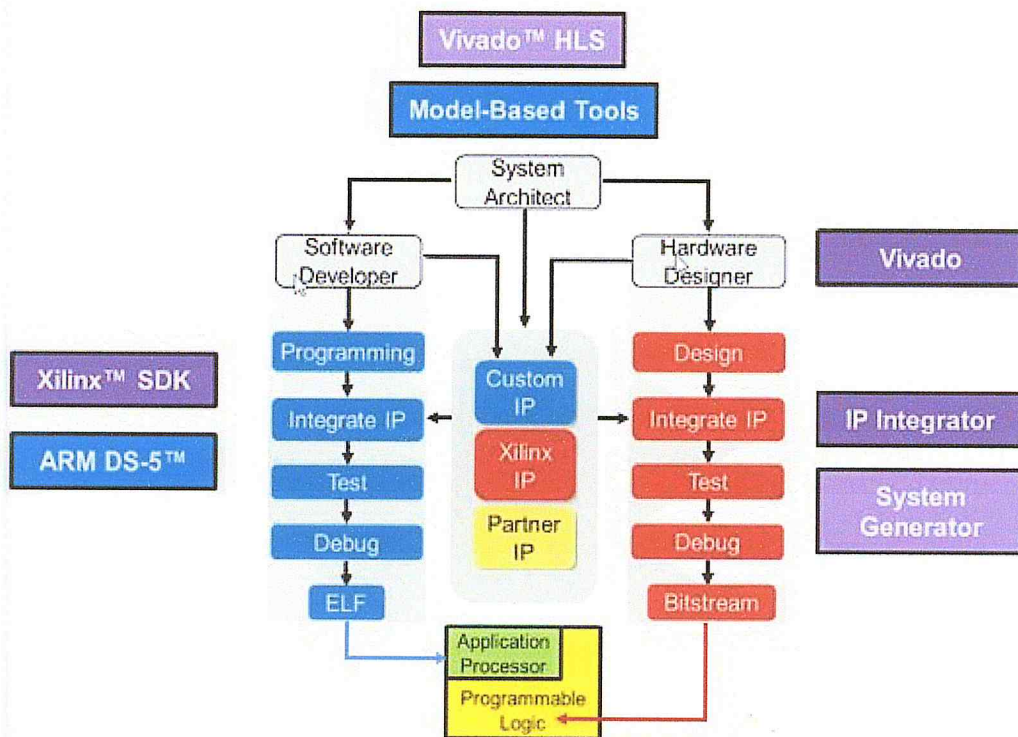 Vivado™ HLS
Model-Based Tools
System
Architect
Software
Developer
Hardware
Designer
Vivado
Programming
Design
Xilinx™ SDK
Custom
IP
Integrate IP
Integrate IP
IP Integrator
ARM DS-5™
Xilinx
IP
Test
Test
System
Generator
Partner
IP
Debug
Debug
ELF
Bitstream
Application
Processor
Programmable
Logic